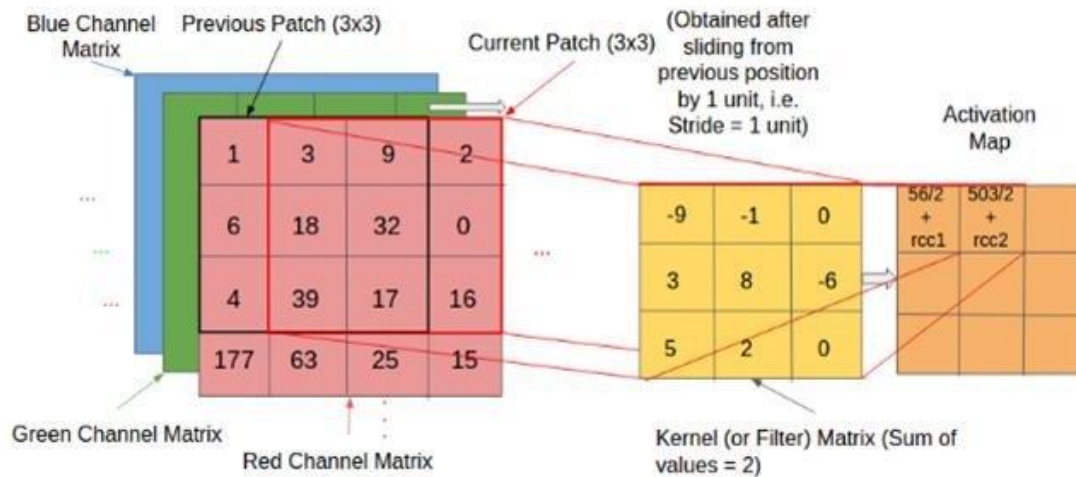 Blue Channel
Matrix
Previous Patch (3x3)
Current Patch (3x3)
(Obtained after
sliding from
previous position
by 1 unit, i.e.
Stride = 1 unit)
Activation
Map
1 3 9 2
6 18 32 0
4 39 17 16
177 63 25 15
...
...
...
...
-9 -1 0
3 8 -6
5 2 0
56/2 503/2
+ +
rcc1 rcc2
Green Channel Matrix
Red Channel Matrix
Kernel (or Filter) Matrix (Sum of
values = 2)